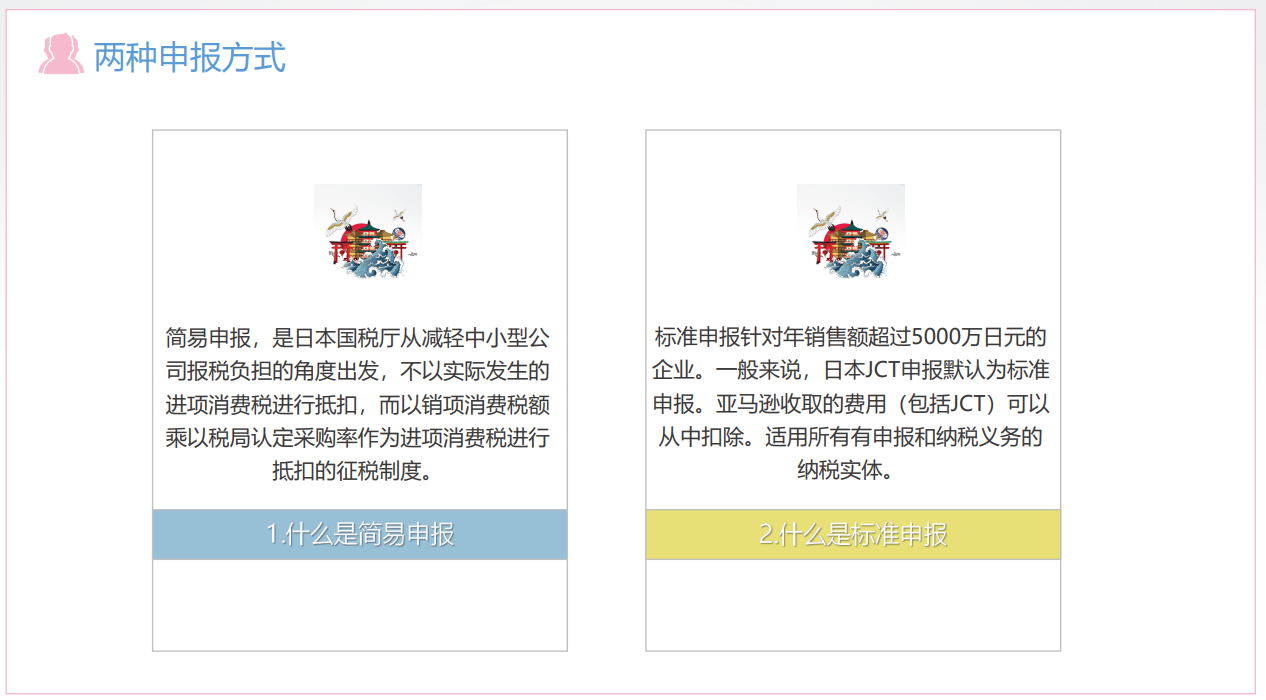 两种申报方式
简易申报，是日本国税厅从减轻中小型公
司报税负担的角度出发，不以实际发生的
进项消费税进行抵扣，而以销项消费税额
乘以税局认定采购率作为进项消费税进行
抵扣的征税制度。
1.什么是简易申报
标准申报针对年销售额超过5000万日元的
企业。一般来说，日本JCT申报默认为标准
申报。亚马逊收取的费用（包括JCT）可以
从中扣除。适用所有有申报和纳税义务的
纳税实体。
2.什么是标准申报